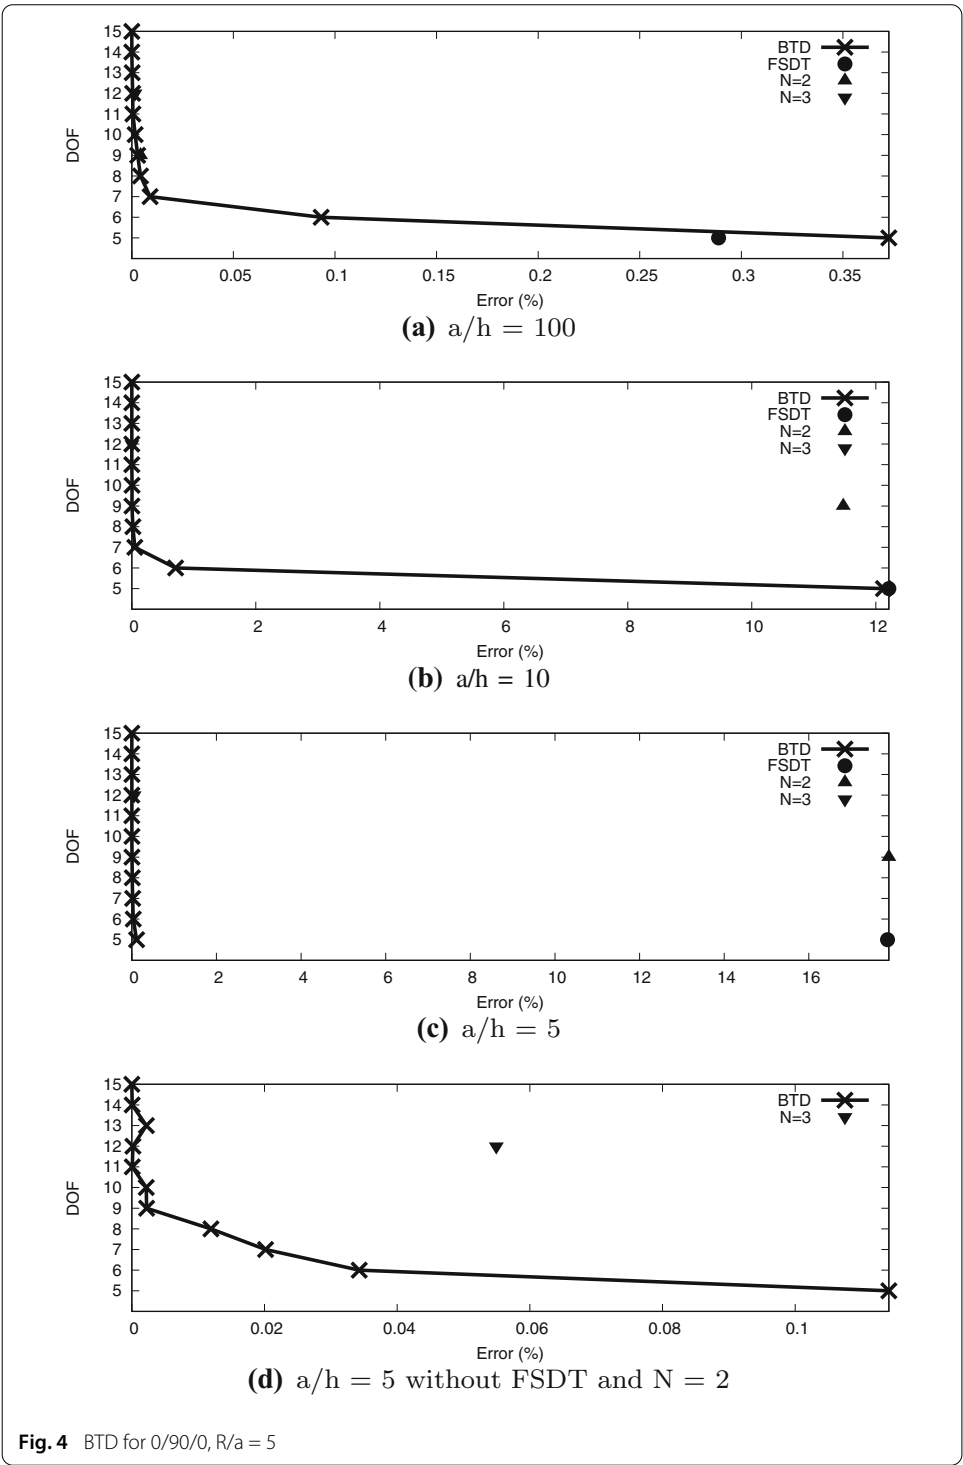 15
14
13
12
11
10
9
8
7
6
5
DOF
BTD
FSDT
N=2
N=3
0 0.05 0.1 0.15 0.2 0.25 0.3 0.35
Error (%)
(a) a/h = 100
15
14
13
12
11
10
9
8
7
6
5
DOF
BTD
FSDT
N=2
N=3
0 2 4 6 8 10 12
Error (%)
(b) a/h = 10
15
14
13
12
11
10
9
8
7
6
5
DOF
BTD
FSDT
N=2
N=3
0 2 4 6 8 10 12 14 16
Error (%)
(c) a/h = 5
15
14
13
12
11
10
9
8
7
6
5
DOF
BTD
N=3
0 0.02 0.04 0.06 0.08 0.1
Error (%)
(d) a/h = 5 without FSDT and N = 2
Fig. 4 BTD for 0/90/0, R/a = 5